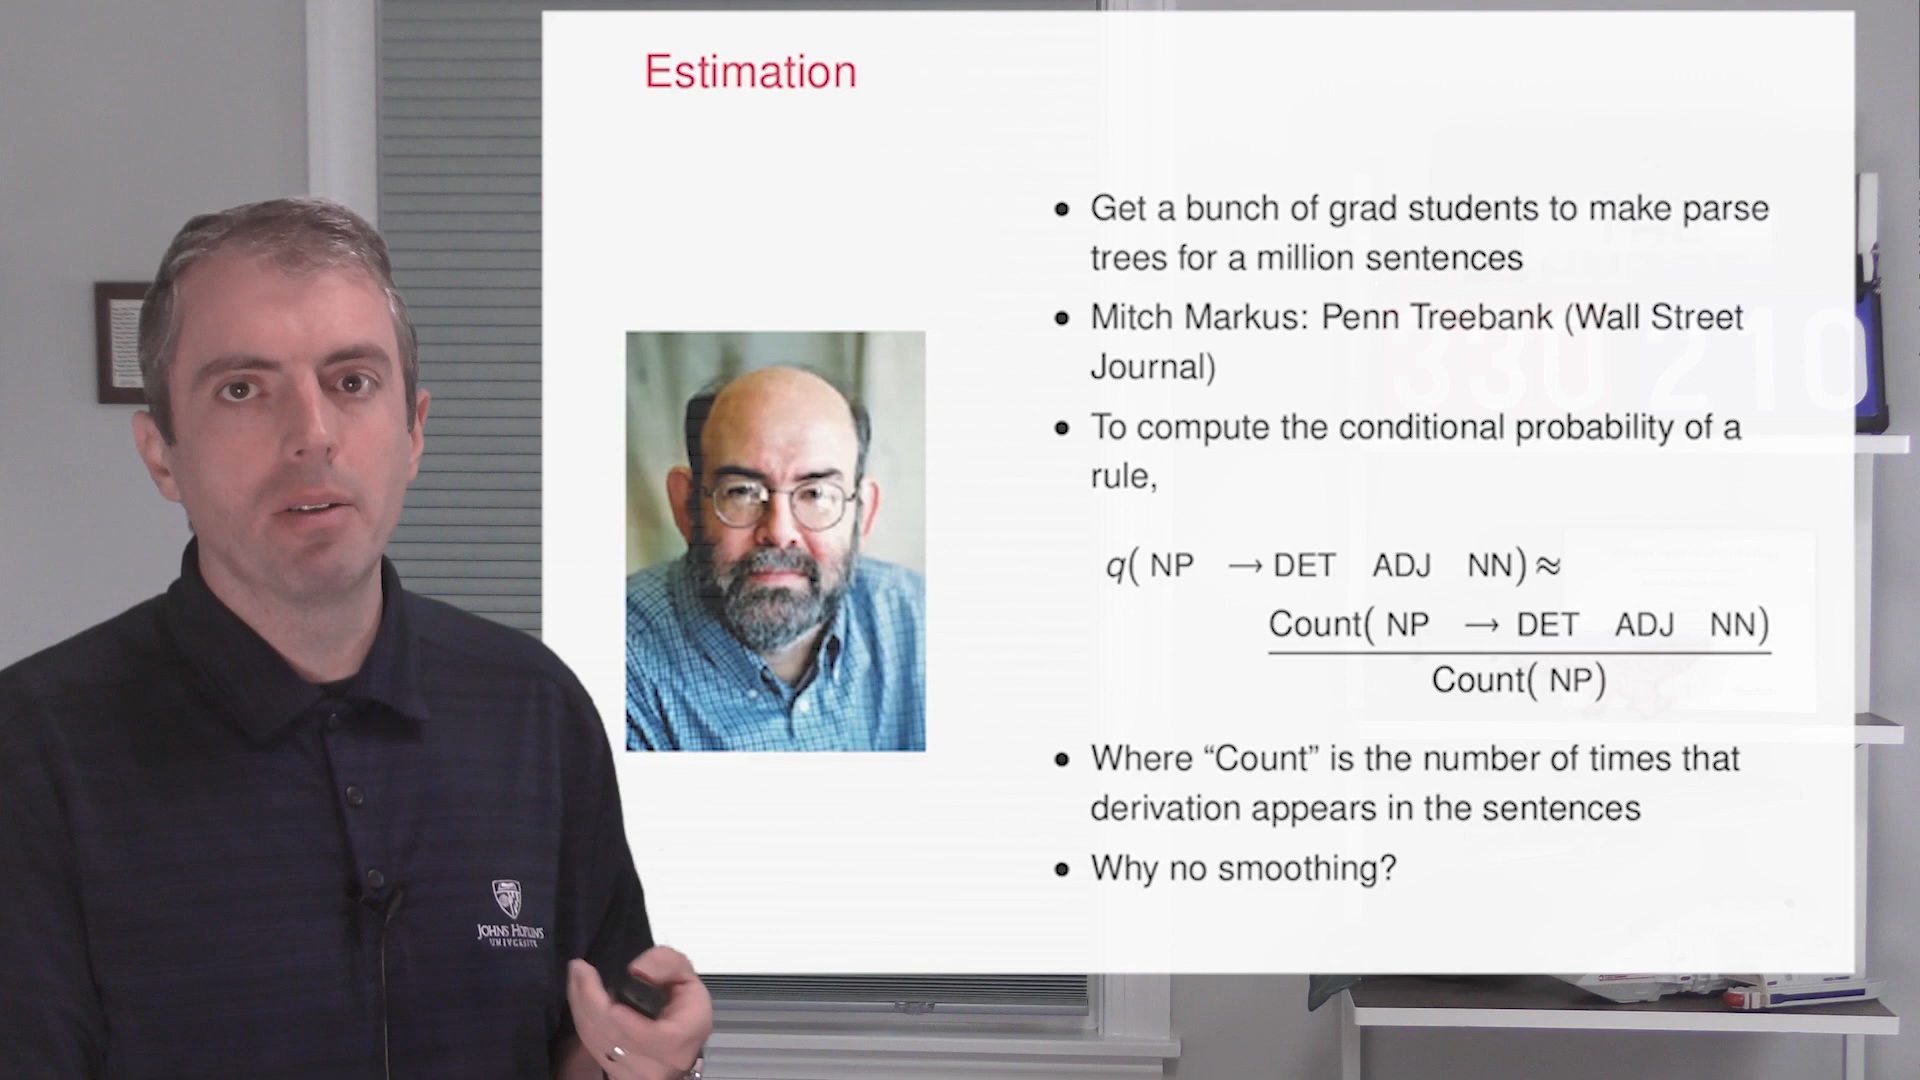 Estimation
• Get a bunch of grad students to make parse
trees for a million sentences
• Mitch Markus: Penn Treebank (Wall Street
Journal)
• To compute the conditional probability of a
rule,
q( NP → DET ADJ NN) ≈
Count( NP → DET ADJ NN)
Count( NP)
• Where “Count” is the number of times that
derivation appears in the sentences
• Why no smoothing?
330 210
JOHNS HOPKINS
UNIVERSITY